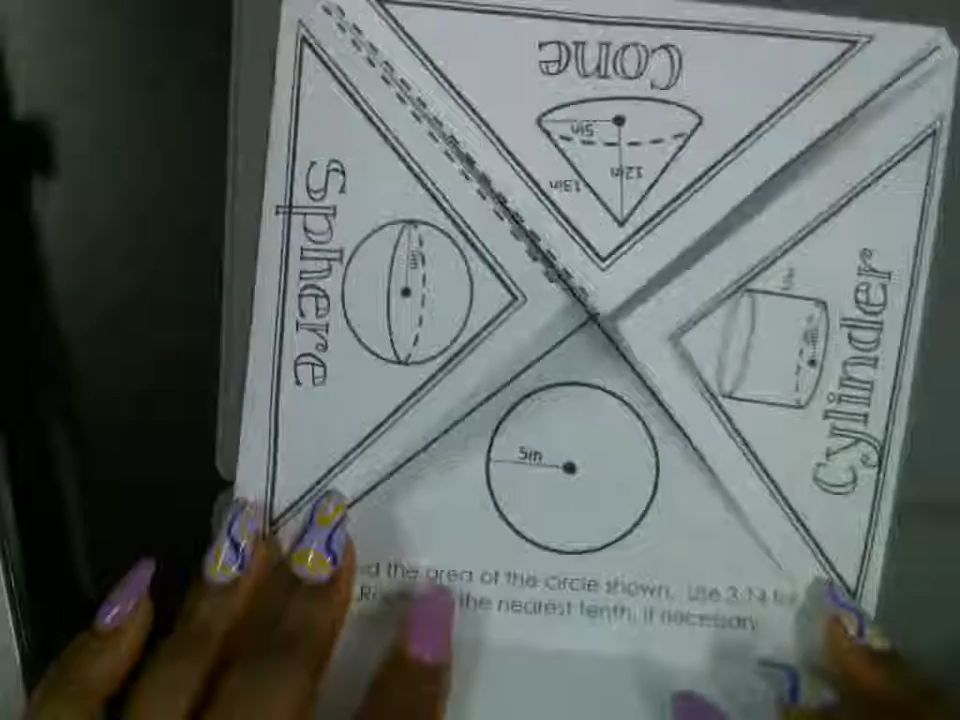 Cone
5in
12in
13in
Sphere
Cylinder
5in
the area of the circle shown. Use 3.14 for
the nearest tenth, if necessary